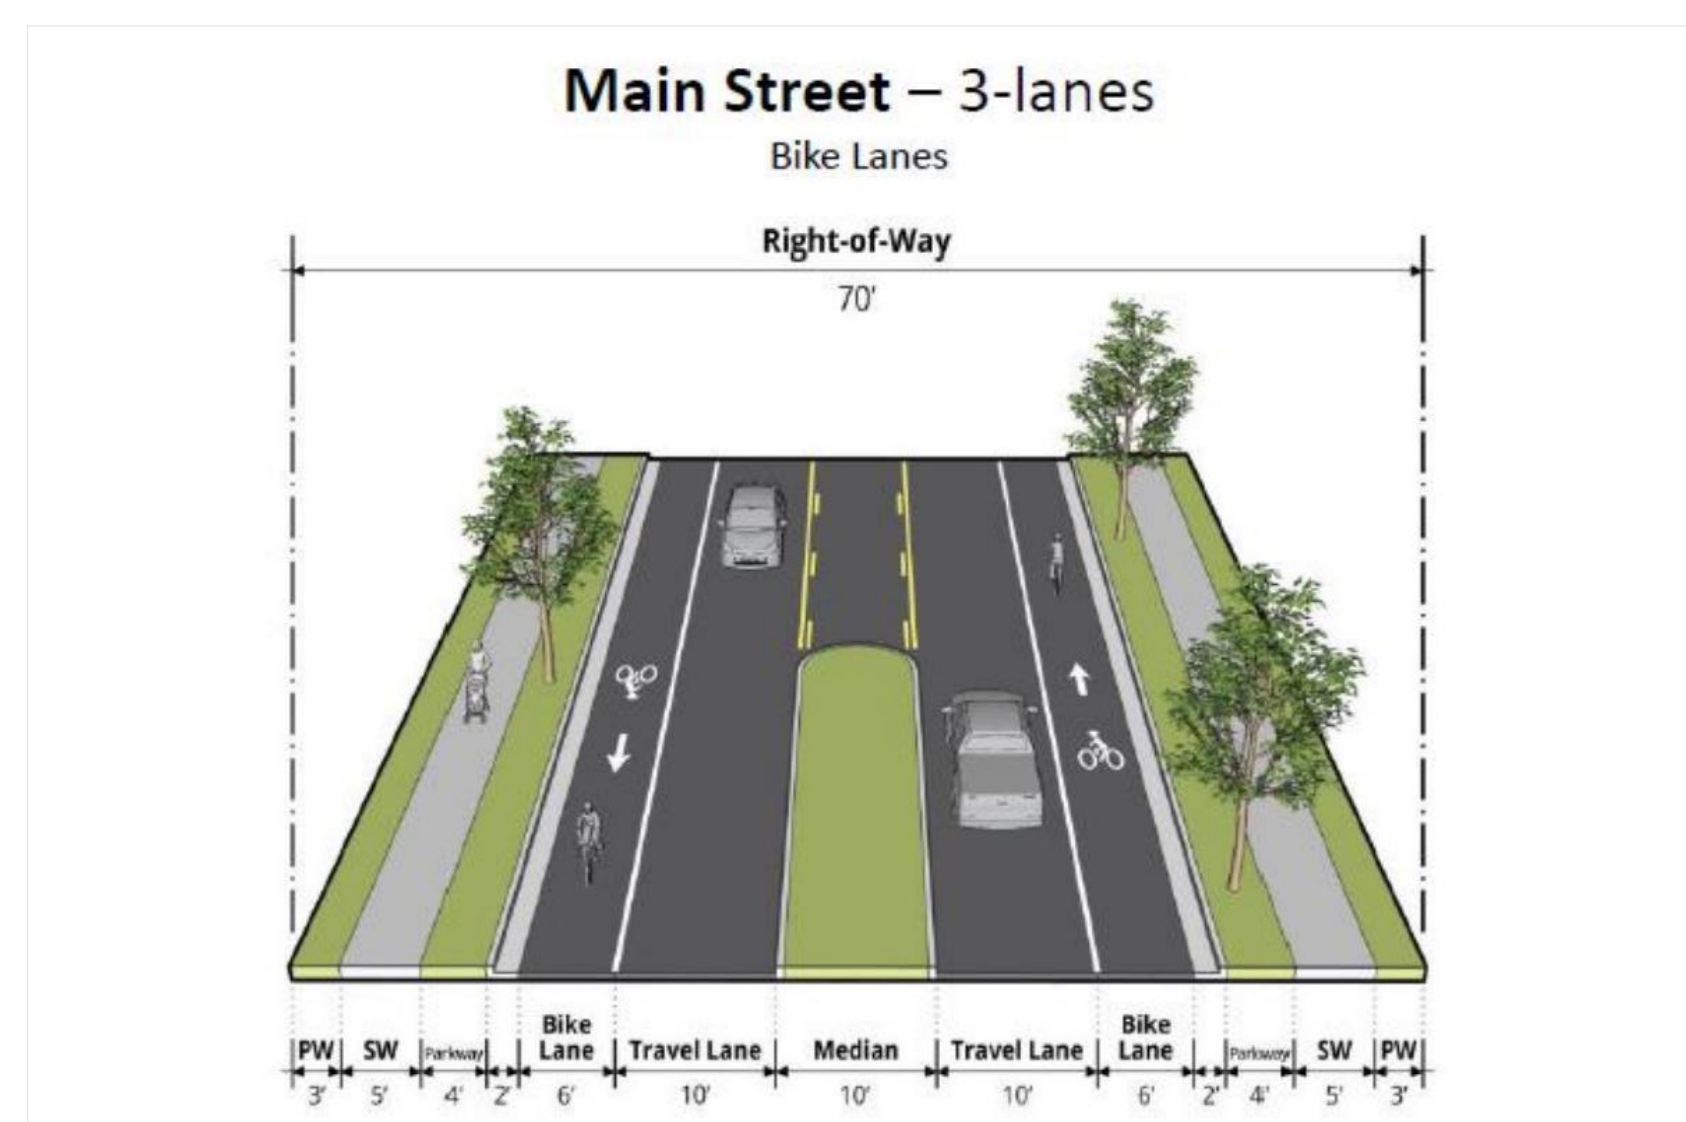 Main Street – 3-lanes
Bike Lanes
Right-of-Way
70'
Bike Bike
PW SW Parkway Lane Travel Lane Median Travel Lane Lane Parkway SW PW
3' 5' 4' 2' 6' 10' 10' 10' 6' 2' 4' 5' 3'